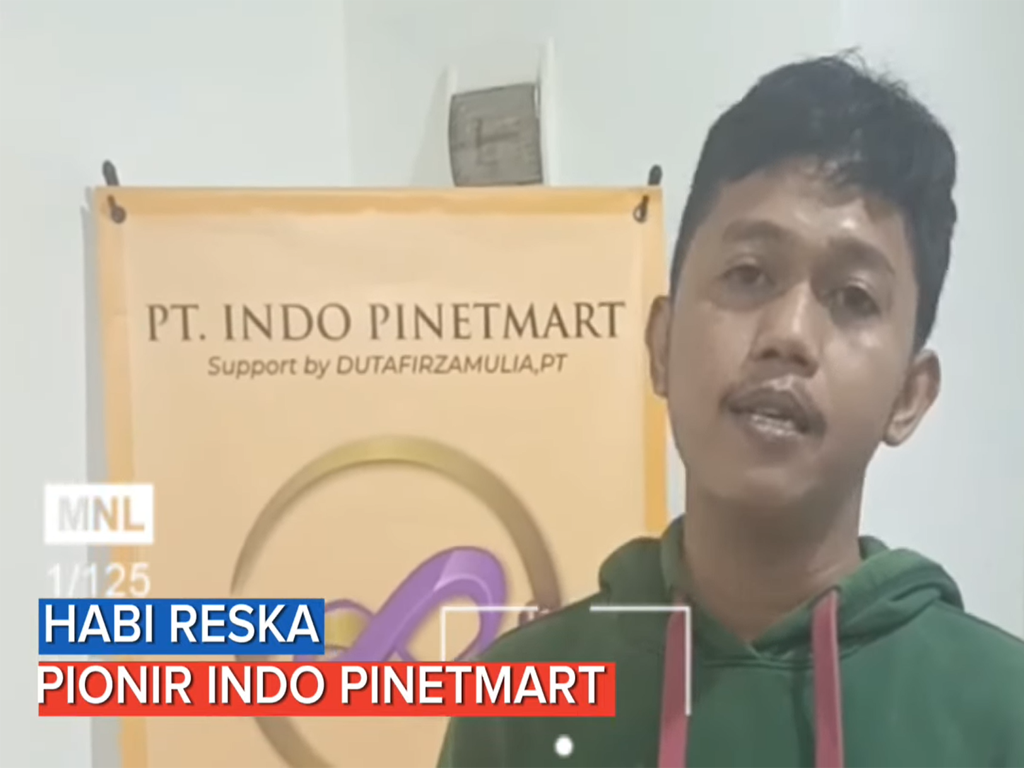 PT. INDO PINETMART
Support by DUTAFIRZAMULIA,PT
MNL
1/125
HABI RESKA
PIONIR INDO PINETMART